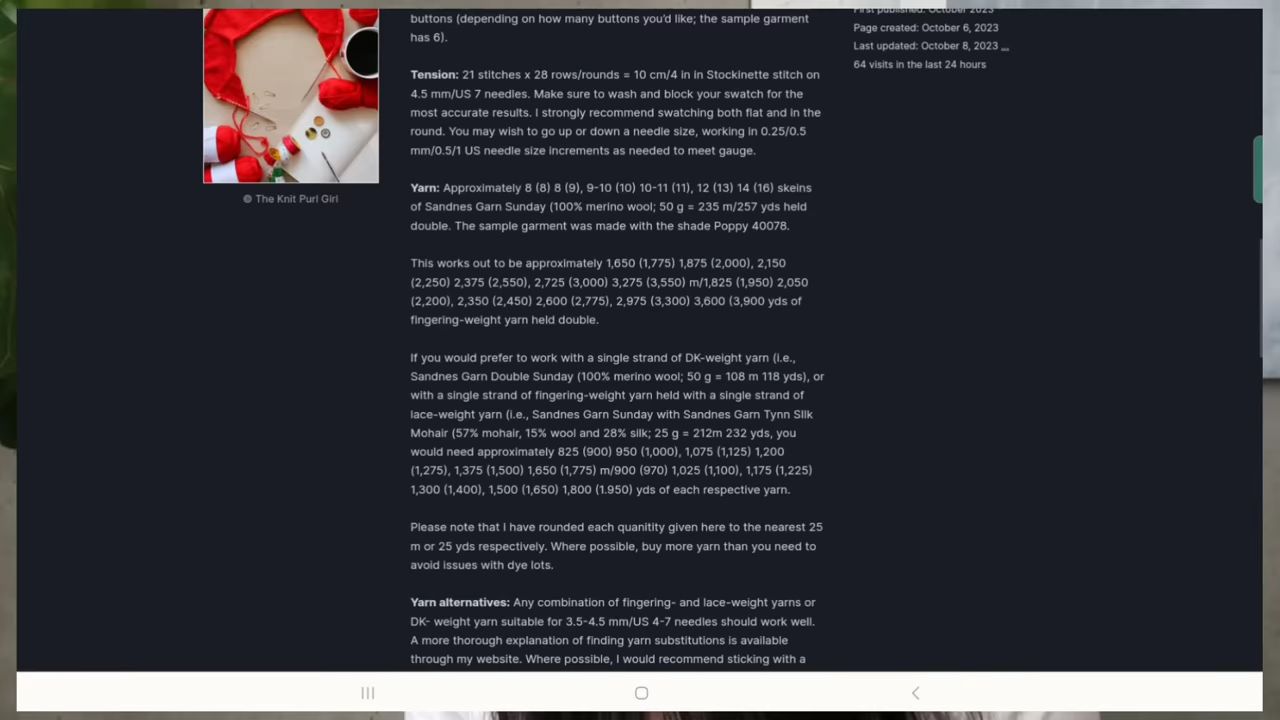 buttons (depending on how many buttons you'd like; the sample garment
has 6).
Tension: 21 stitches x 28 rows/rounds = 10 cm/4 in in Stockinette stitch on
4.5 mm/US 7 needles. Make sure to wash and block your swatch for the
most accurate results. I strongly recommend swatching both flat and in the
round. You may wish to go up or down a needle size, working in 0.25/0.5
mm/0.5/1 US needle size increments as needed to meet gauge.
Yarn: Approximately 8 (8) 8 (9), 9-10 (10) 10-11 (11), 12 (13) 14 (16) skeins
of Sandnes Garn Sunday (100% merino wool; 50 g = 235 m/257 yds held
double. The sample garment was made with the shade Poppy 40078.
This works out to be approximately 1,650 (1,775) 1,875 (2,000), 2,150
(2,250) 2,375 (2,550), 2,725 (3,000) 3,275 (3,550) m/1,825 (1,950) 2,050
(2,200), 2,350 (2,450) 2,600 (2,775), 2,975 (3,300) 3,600 (3,900 yds of
fingering-weight yarn held double.
If you would prefer to work with a single strand of DK-weight yarn (i.e.,
Sandnes Garn Double Sunday (100% merino wool; 50 g = 108 m 118 yds), or
with a single strand of fingering-weight yarn held with a single strand of
lace-weight yarn (i.e., Sandnes Garn Sunday with Sandnes Garn Tynn SIlk
Mohair (57% mohair, 15% wool and 28% silk; 25 g = 212m 232 yds, you
would need approximately 825 (900) 950 (1,000), 1,075 (1,125) 1,200
(1,275), 1,375 (1,500) 1,650 (1,775) m/900 (970) 1,025 (1,100), 1,175 (1,225)
1,300 (1,400), 1,500 (1,650) 1,800 (1.950) yds of each respective yarn.
Please note that I have rounded each quanitity given here to the nearest 25
m or 25 yds respectively. Where possible, buy more yarn than you need to
avoid issues with dye lots.
Yarn alternatives: Any combination of fingering- and lace-weight yarns or
DK- weight yarn suitable for 3.5-4.5 mm/US 4-7 needles should work well.
A more thorough explanation of finding yarn substitutions is available
through my website. Where possible, I would recommend sticking with a
© The Knit Purl Girl
First published: October 2023
Page created: October 6, 2023
Last updated: October 8, 2023 ...
64 visits in the last 24 hours